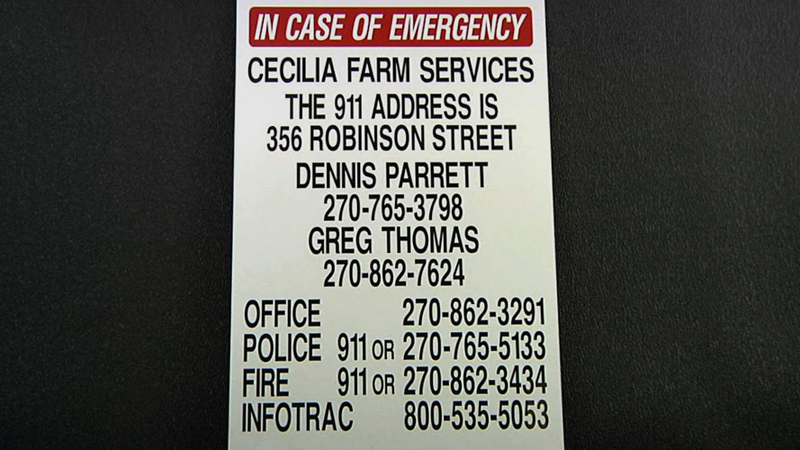 IN CASE OF EMERGENCY
CECILIA FARM SERVICES
THE 911 ADDRESS IS
356 ROBINSON STREET
DENNIS PARRETT
270-765-3798
GREG THOMAS
270-862-7624
OFFICE 270-862-3291
POLICE 911 OR 270-765-5133
FIRE 911 OR 270-862-3434
INFOTRAC 800-535-5053